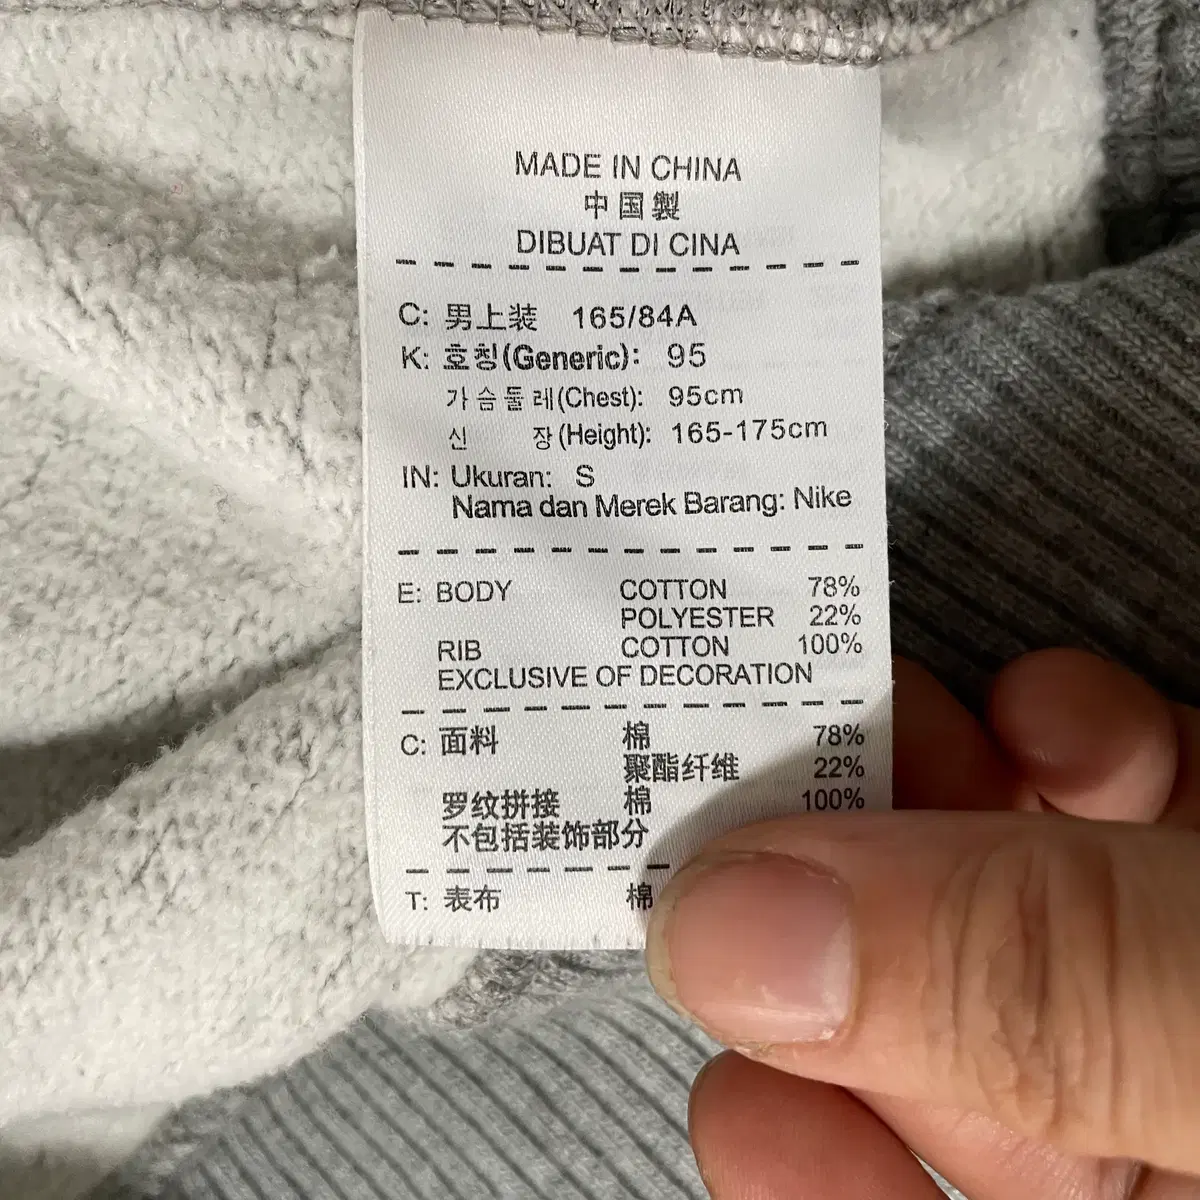 MADE IN CHINA
中国製
DIBUAT DI CINA
C: 男上装 165/84A
K: 호칭(Generic): 95
가슴둘레(Chest): 95cm
신 장(Height): 165-175cm
IN: Ukuran: S
Nama dan Merek Barang: Nike
E: BODY COTTON 78%
POLYESTER 22%
RIB COTTON 100%
EXCLUSIVE OF DECORATION
C: 面料 棉 78%
聚酯纤维 22%
罗纹拼接 棉 100%
不包括装饰部分
T: 表布 棉